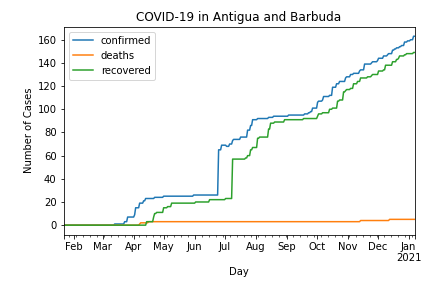 COVID-19 in Antigua and Barbuda
confirmed
deaths
recovered
Number of Cases
160
140
120
100
80
60
40
20
0
Feb Mar Apr May Jun Jul Aug Sep Oct Nov Dec Jan
2021
Day